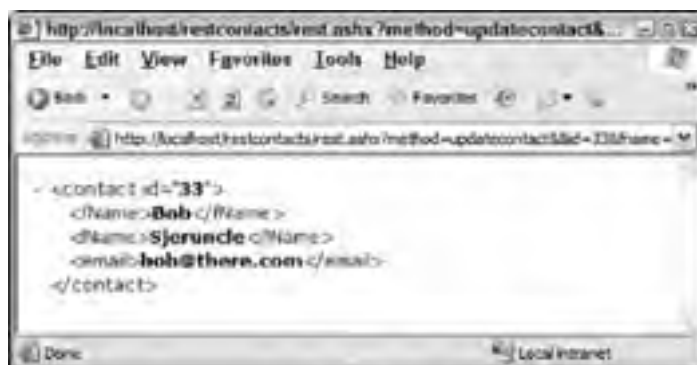 http://localhost/restcontacts/rest.ashx?method=updatecontact&...
File Edit View Favorites Tools Help
Back Search Favorites
Address http://localhost/restcontacts/rest.ashx?method=updatecontact&id=33&fname=
- <contact id="33">
<fName>Bob</fName>
<lName>Sjeruncle</lName>
<email>bob@there.com</email>
</contact>
Done Local intranet